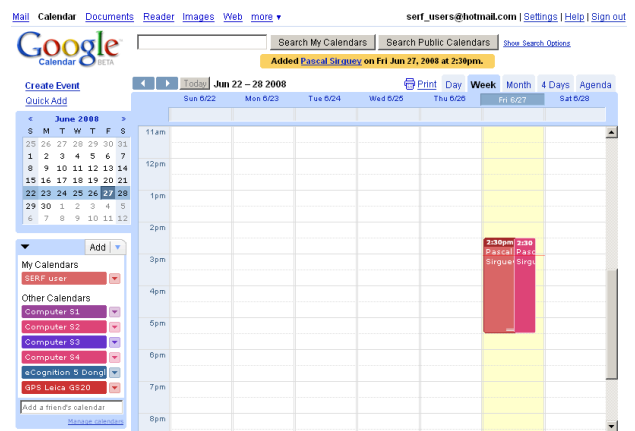 Mail Calendar Documents Reader Images Web more ▼ serf_users@hotmail.com | Settings | Help | Sign out
Google
Calendar BETA
Search My Calendars Search Public Calendars Show Search Options
Added Pascal Sirguey on Fri Jun 27, 2008 at 2:30pm.
Create Event
Quick Add
Today Jun 22 – 28 2008 Print Day Week Month 4 Days Agenda
Sun 6/22 Mon 6/23 Tue 6/24 Wed 6/25 Thu 6/26 Fri 6/27 Sat 6/28
« June 2008 »
S M T W T F S
25 26 27 28 29 30 31
1 2 3 4 5 6 7
8 9 10 11 12 13 14
15 16 17 18 19 20 21
22 23 24 25 26 27 28
29 30 1 2 3 4 5
6 7 8 9 10 11 12
Add
My Calendars
SERF user
Other Calendars
Computer S1
Computer S2
Computer S3
Computer S4
eCognition 5 Dongl
GPS Leica GS20
Add a friend's calendar
Manage calendars
11am
12pm
1pm
2pm
3pm
4pm
5pm
6pm
7pm
8pm
2:30pm
Pascal
Sirgue
2:30
Pasc
Sirgu